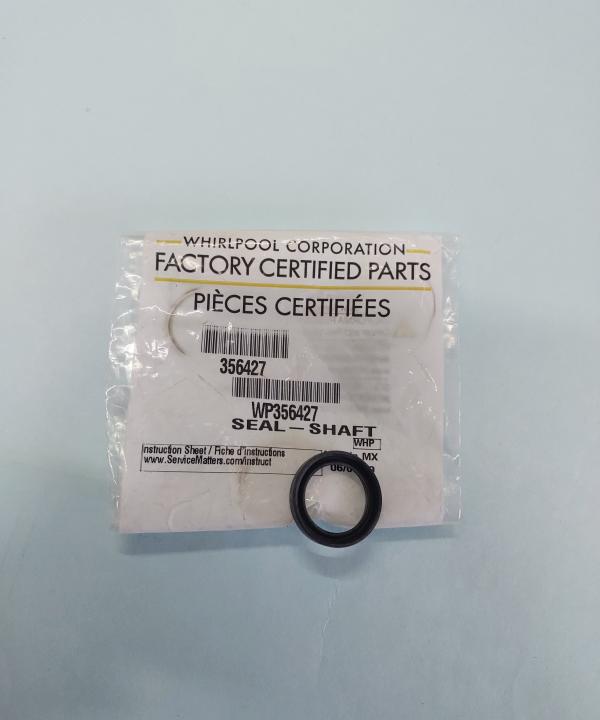 WHIRLPOOL CORPORATION
FACTORY CERTIFIED PARTS
PIÈCES CERTIFIÉES
356427
WP356427
SEAL-SHAFT
WHP
Instruction Sheet / Fiche d'instructions
www.ServiceMatters.com/instruct
MX